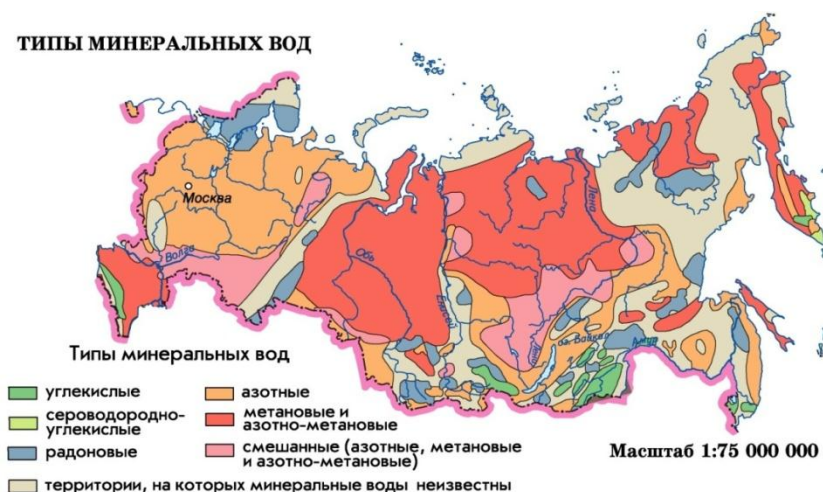 ТИПЫ МИНЕРАЛЬНЫХ ВОД
Москва
Волга
Обь
Енисей
Лена
Ангара
оз. Байкал
Амур
Типы минеральных вод
углекислые
сероводородно-
углекислые
радоновые
азотные
метановые и
азотно-метановые
смешанные (азотные, метановые
и азотно-метановые)
территории, на которых минеральные воды неизвестны
Масштаб 1:75 000 000